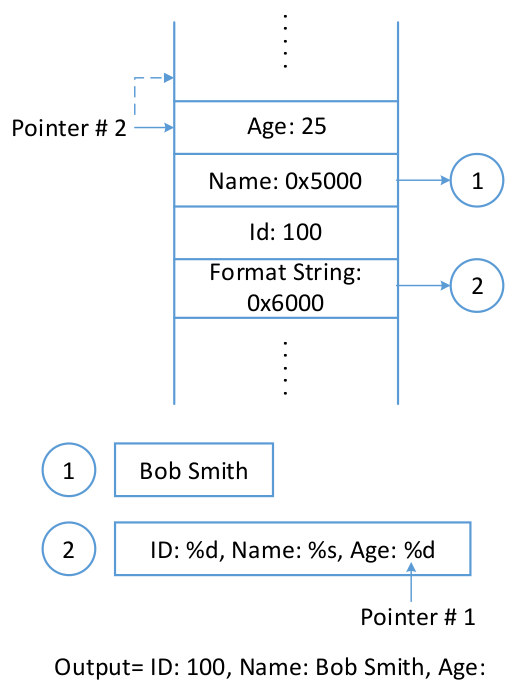 Pointer # 2
Age: 25
Name: 0x5000
1
Id: 100
Format String:
0x6000
2
1
Bob Smith
2
ID: %d, Name: %s, Age: %d
Pointer # 1
Output= ID: 100, Name: Bob Smith, Age: